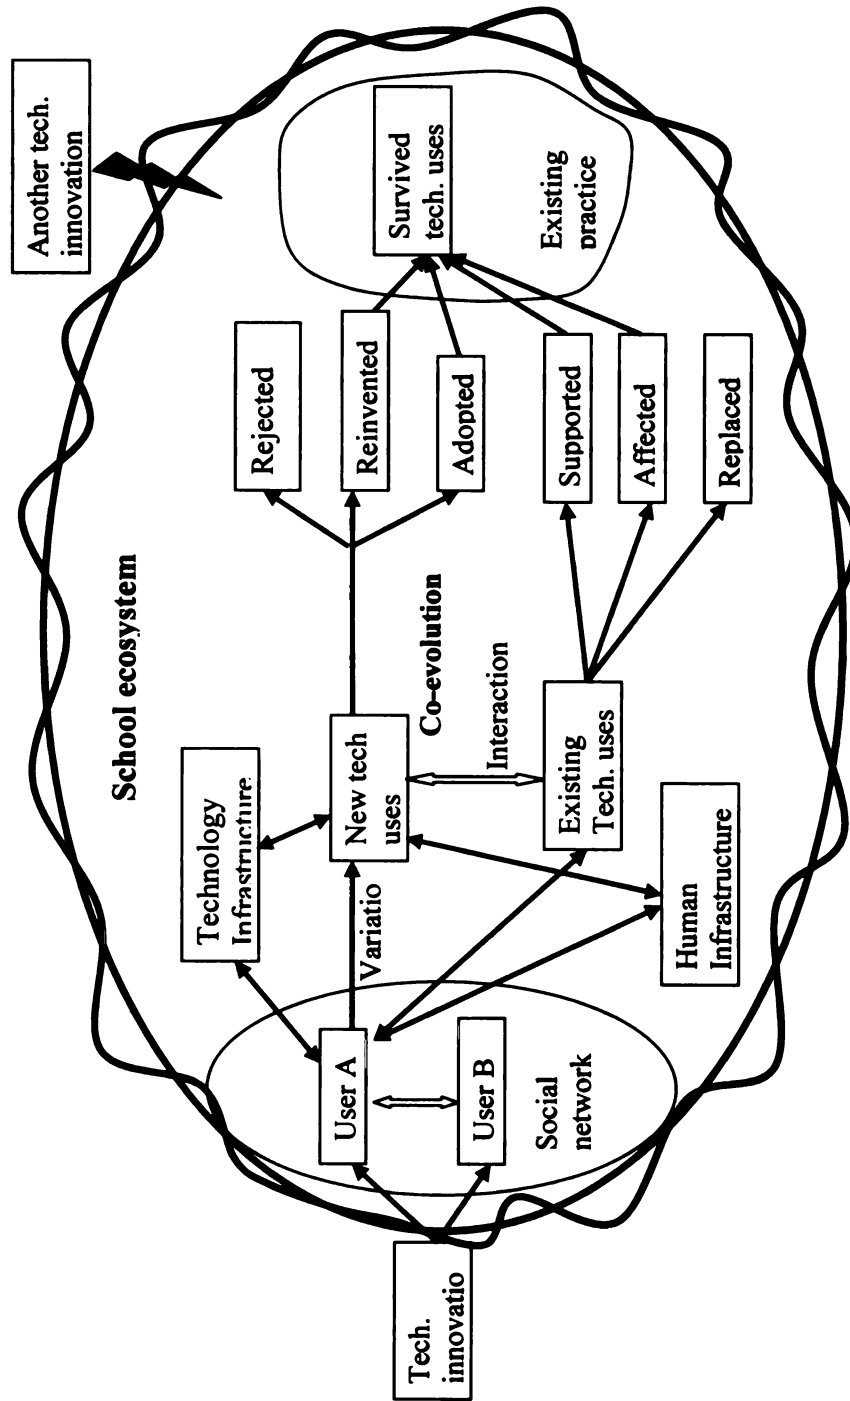 Another tech.
innovation
School ecosystem
Technology
Infrastructure
Rejected
Reinvented
Adopted
Survived
tech. uses
Existing
practice
User A
Variatio
New tech
uses
Co-evolution
Interaction
Tech.
innovatio
User B
Social
network
Existing
Tech. uses
Supported
Affected
Replaced
Human
Infrastructure